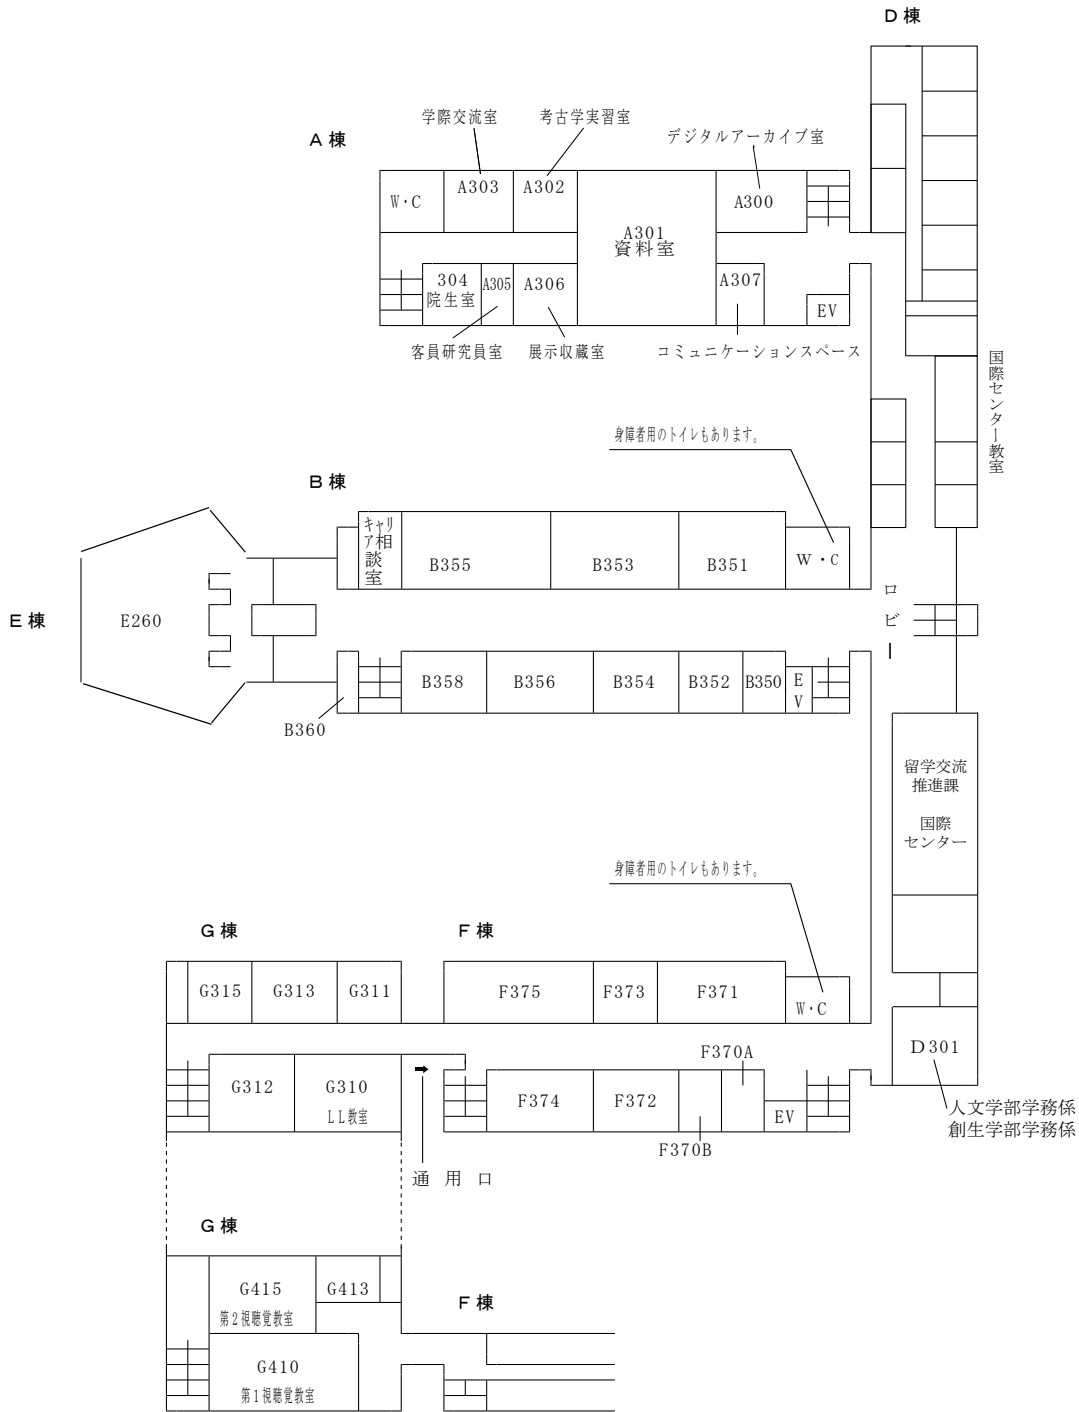 D 棟
学際交流室
考古学実習室
デジタルアーカイブ室
A 棟
W・C
A303
A302
A300
A301
資料室
304
院生室
A305
A306
A307
EV
客員研究員室
展示収蔵室
コミュニケーションスペース
国際センター教室
身障者用のトイレもあります。
B 棟
キャリ
ア相
談
室
B355
B353
B351
W・C
E 棟
E260
ロビー
B358
B356
B354
B352
B350
E
V
B360
留学交流
推進課
国際
センター
身障者用のトイレもあります。
G 棟
F 棟
G315
G313
G311
F375
F373
F371
W・C
F370A
D301
G312
G310
LL教室
F374
F372
EV
人文学部学務係
創生学部学務係
F370B
通 用 口
G 棟
G415
第2視聴覚教室
G413
F 棟
G410
第1視聴覚教室